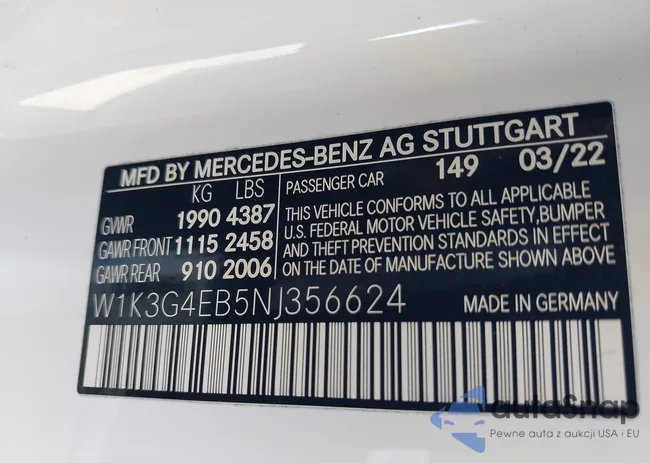 MFD BY MERCEDES-BENZ AG STUTTGART
KG LBS
GVWR 1990 4387
GAWR FRONT 1115 2458
GAWR REAR 910 2006
PASSENGER CAR 149 03/22
THIS VEHICLE CONFORMS TO ALL APPLICABLE
U.S. FEDERAL MOTOR VEHICLE SAFETY,BUMPER
AND THEFT PREVENTION STANDARDS IN EFFECT
ON THE DATE OF MANUFACTURE SHOWN ABOVE
W1K3G4EB5NJ356624
MADE IN GERMANY
autoSnap
Pewne auta z aukcji USA i EU